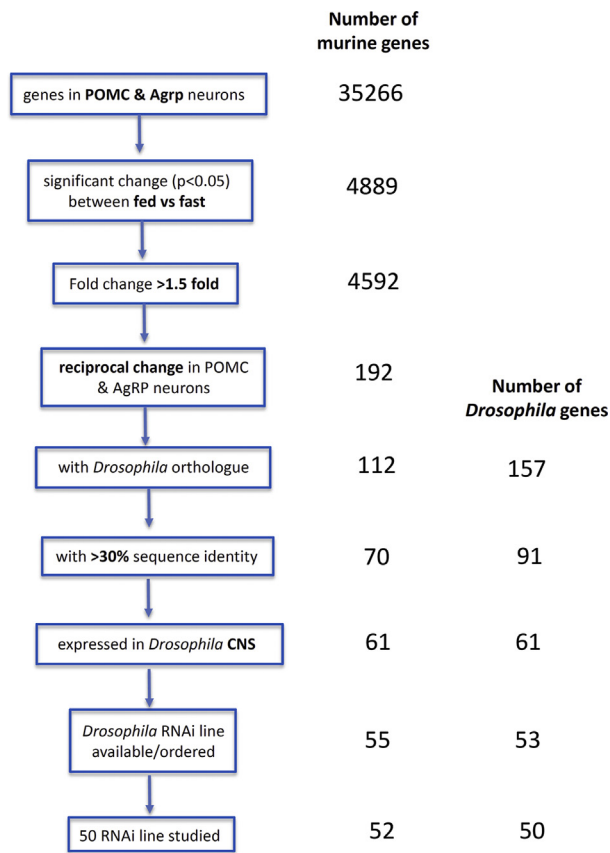 Number of
murine genes
genes in POMC & Agrp neurons
35266
significant change (p<0.05)
between fed vs fast
4889
Fold change >1.5 fold
4592
reciprocal change in POMC
& AgRP neurons
192
Number of
Drosophila genes
with Drosophila orthologue
112
157
with >30% sequence identity
70
91
expressed in Drosophila CNS
61
61
Drosophila RNAi line
available/ordered
55
53
50 RNAi line studied
52
50